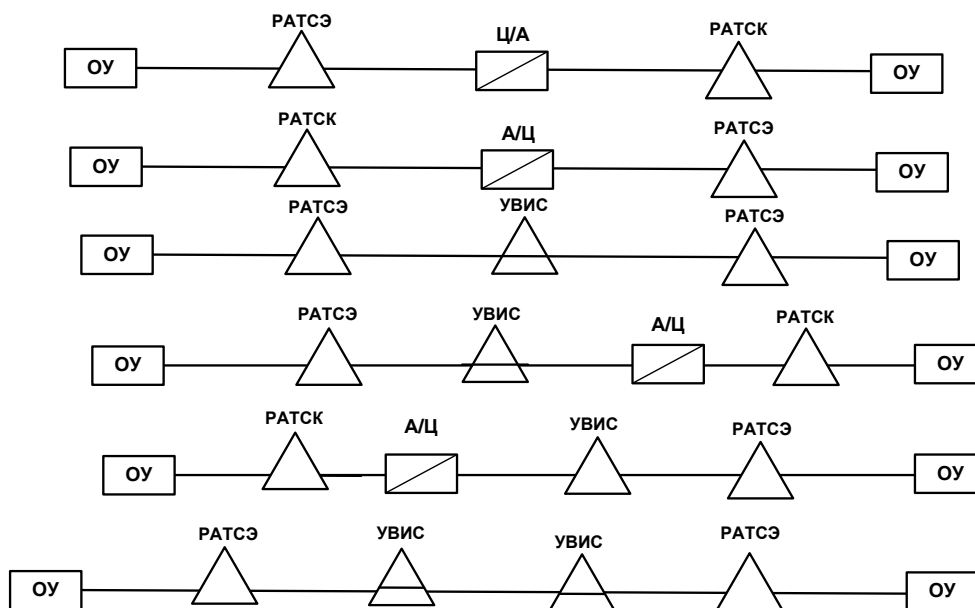 РАТСЭ Ц/А РАТСК
ОУ ОУ
РАТСК А/Ц РАТСЭ
ОУ ОУ
РАТСЭ УВИС РАТСЭ
ОУ ОУ
РАТСЭ УВИС А/Ц РАТСК
ОУ ОУ
РАТСК А/Ц УВИС РАТСЭ
ОУ ОУ
РАТСЭ УВИС УВИС РАТСЭ
ОУ ОУ